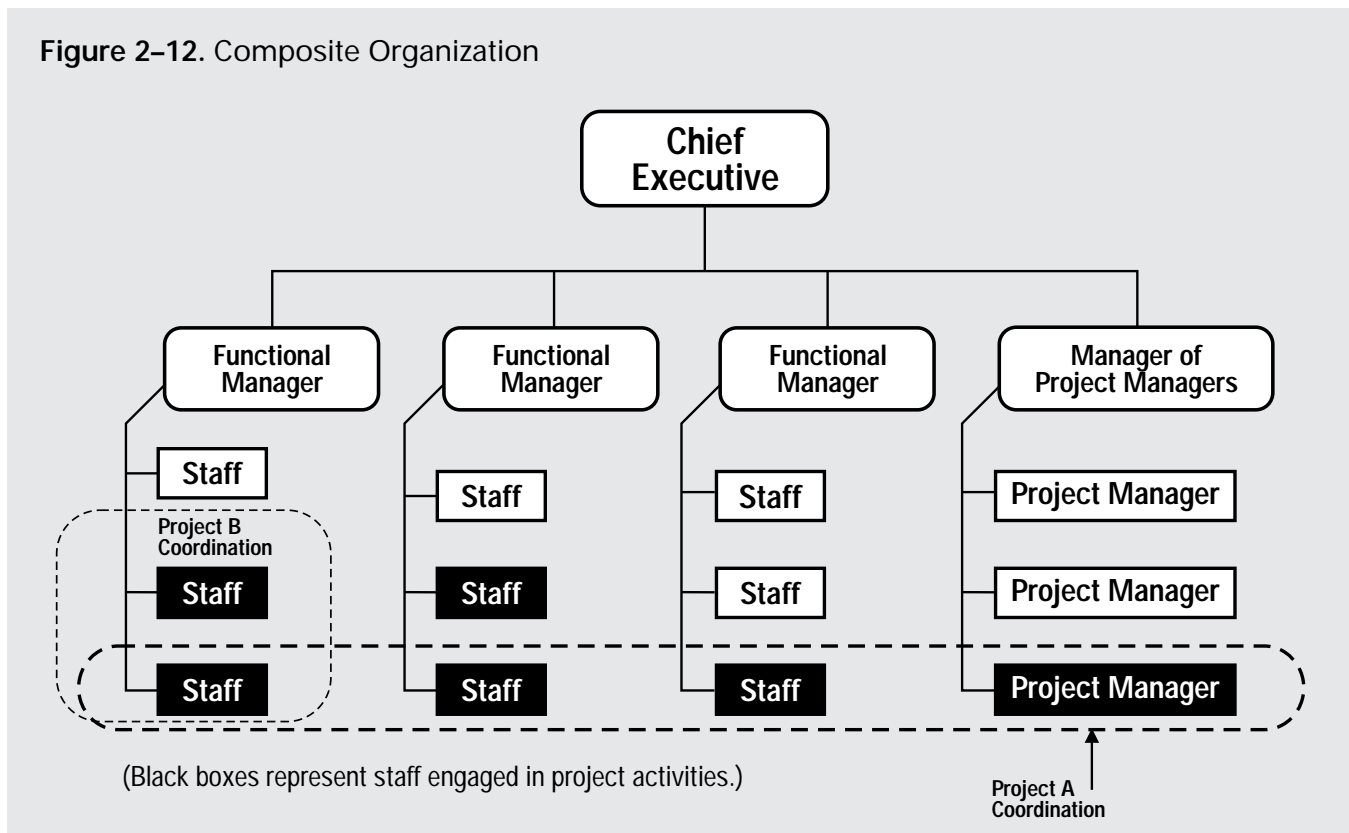 Figure 2–12. Composite Organization
Chief
Executive
Functional
Manager
Functional
Manager
Functional
Manager
Manager of
Project Managers
Staff
Staff
Staff
Project Manager
Project B
Coordination
Staff
Staff
Staff
Project Manager
Staff
Staff
Staff
Project Manager
(Black boxes represent staff engaged in project activities.)
Project A
Coordination